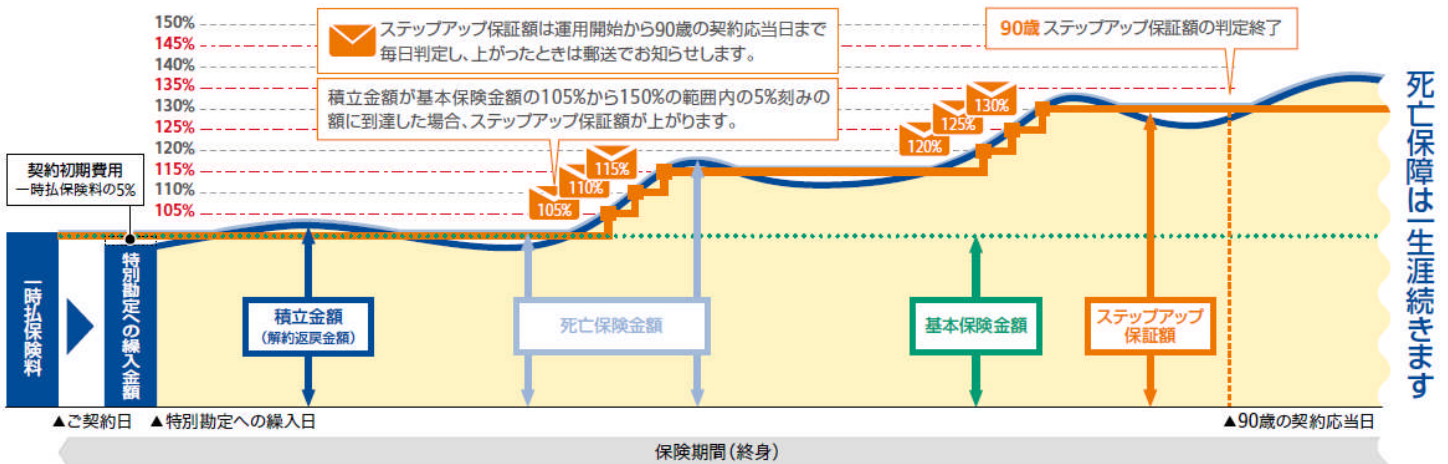 150%
145%
140%
135%
130%
125%
120%
115%
110%
105%
ステップアップ保証額は運用開始から90歳の契約応当日まで
毎日判定し、上がったときは郵送でお知らせします。
積立金額が基本保険金額の105%から150%の範囲内の5%刻みの
額に到達した場合、ステップアップ保証額が上がります。
90歳 ステップアップ保証額の判定終了
契約初期費用
一時払保険料の5%
105%
110%
115%
120%
125%
130%
一時払保険料
特別勘定への繰入金額
積立金額
(解約返戻金額)
死亡保険金額
基本保険金額
ステップアップ
保証額
死亡保障は一生涯続きます
▲ご契約日
▲特別勘定への繰入日
▲90歳の契約応当日
保険期間(終身)